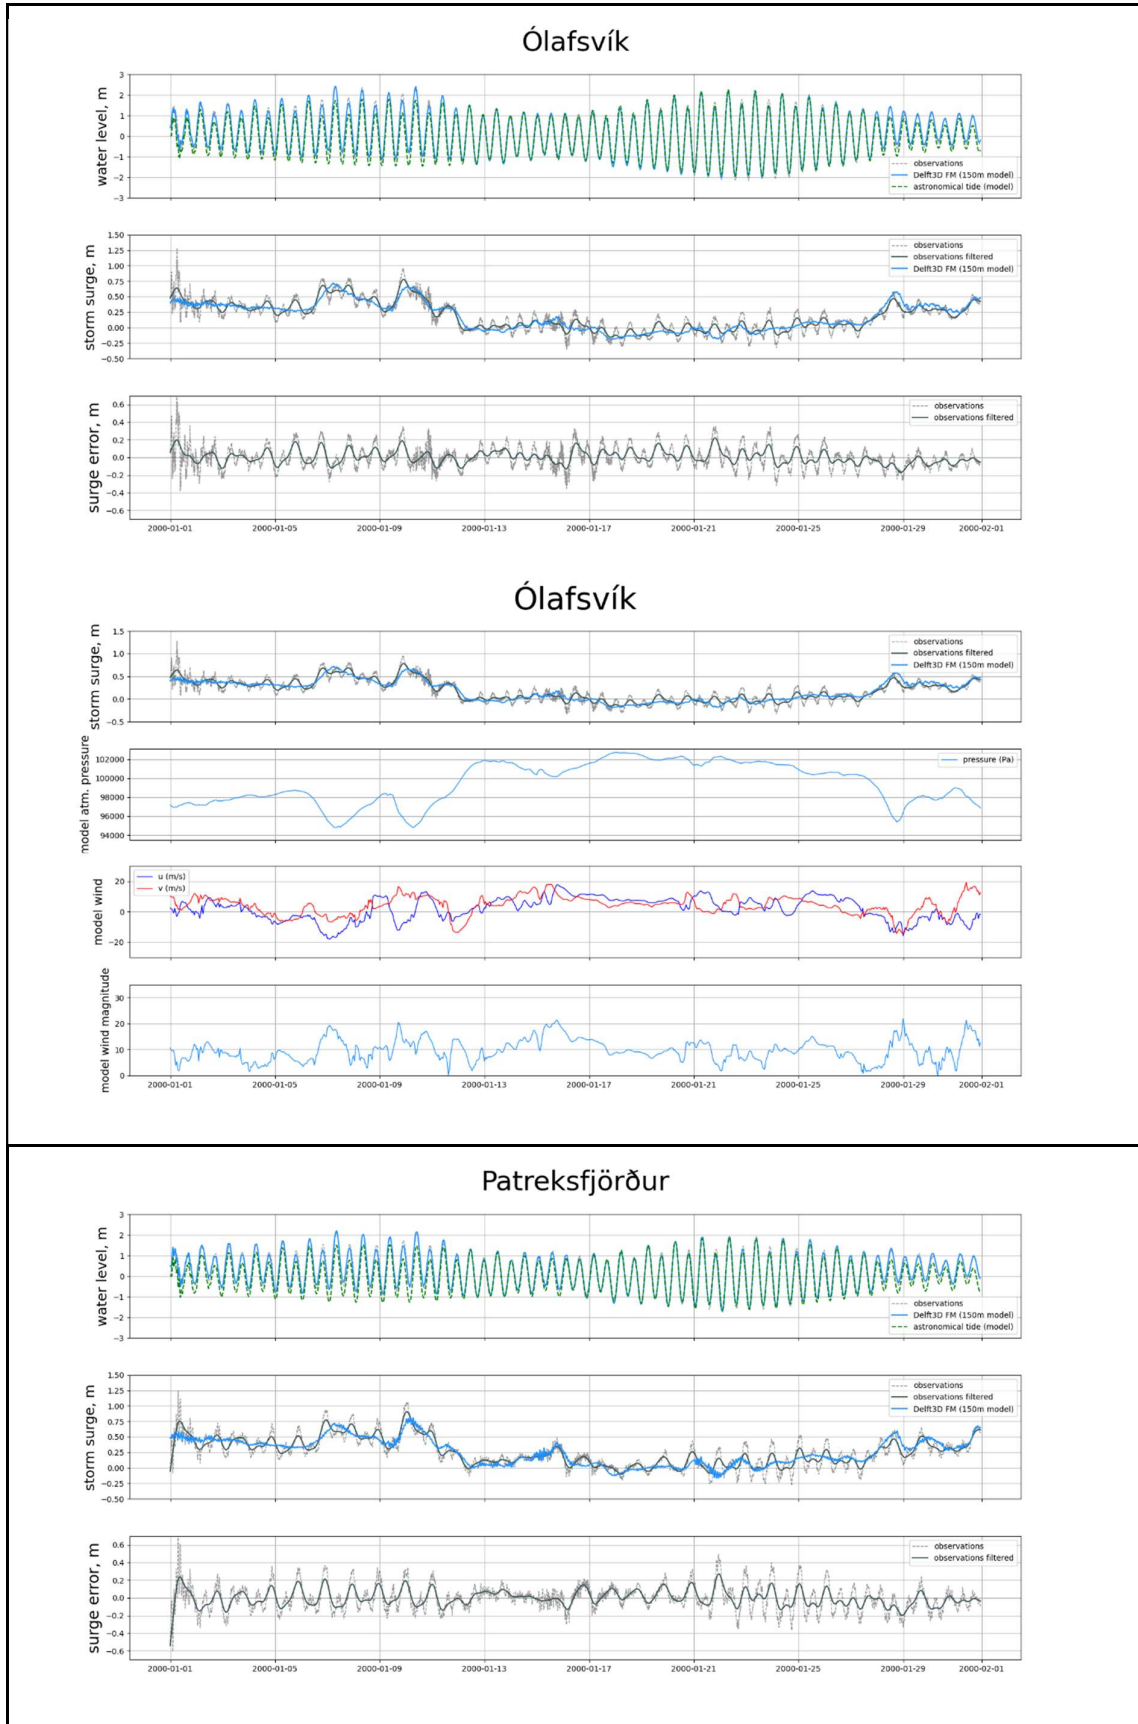 Ólafsvík
water level, m
3
2
1
0
−1
−2
−3
observations
Delft3D FM (150m model)
astronomical tide (model)
storm surge, m
1.50
1.25
1.00
0.75
0.50
0.25
0.00
−0.25
−0.50
observations
observations filtered
Delft3D FM (150m model)
surge error, m
0.6
0.4
0.2
0.0
−0.2
−0.4
−0.6
observations
observations filtered
2000-01-01 2000-01-05 2000-01-09 2000-01-13 2000-01-17 2000-01-21 2000-01-25 2000-01-29 2000-02-01
Ólafsvík
storm surge, m
1.5
1.0
0.5
0.0
−0.5
observations
observations filtered
Delft3D FM (150m model)
model atm. pressure
102000
100000
98000
96000
94000
pressure (Pa)
model wind
20
0
−20
u (m/s)
v (m/s)
model wind magnitude
30
20
10
0
2000-01-01 2000-01-05 2000-01-09 2000-01-13 2000-01-17 2000-01-21 2000-01-25 2000-01-29 2000-02-01
Patreksfjörður
water level, m
3
2
1
0
−1
−2
−3
observations
Delft3D FM (150m model)
astronomical tide (model)
storm surge, m
1.50
1.25
1.00
0.75
0.50
0.25
0.00
−0.25
−0.50
observations
observations filtered
Delft3D FM (150m model)
surge error, m
0.6
0.4
0.2
0.0
−0.2
−0.4
−0.6
observations
observations filtered
2000-01-01 2000-01-05 2000-01-09 2000-01-13 2000-01-17 2000-01-21 2000-01-25 2000-01-29 2000-02-01